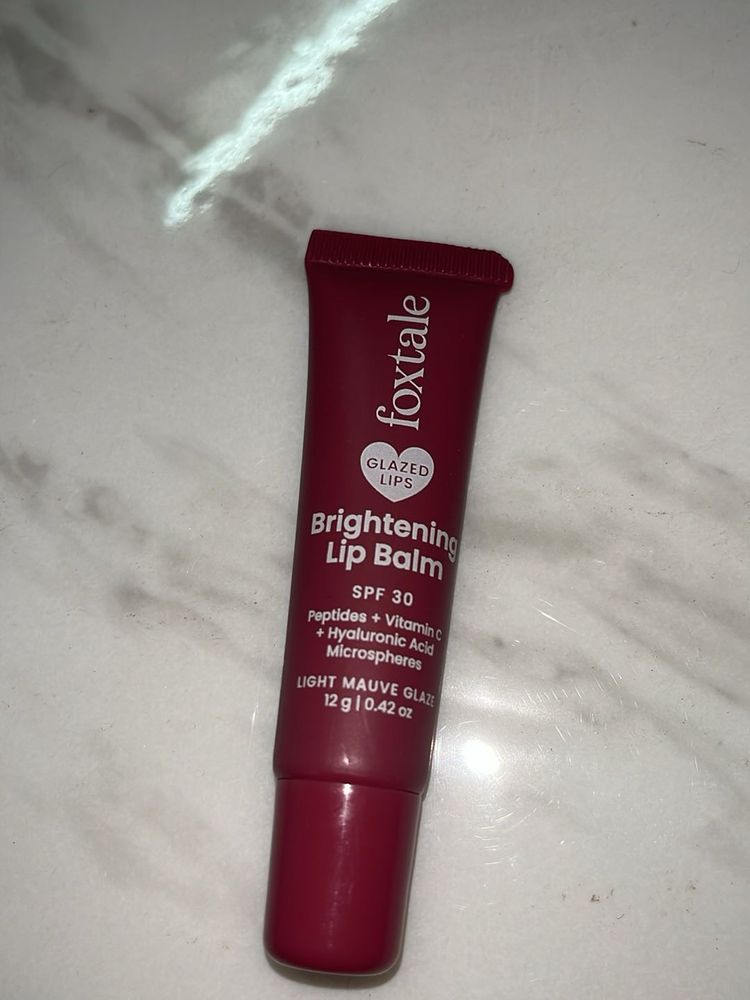 foxtale
GLAZED
LIPS
Brightening
Lip Balm
SPF 30
Peptides + Vitamin C
+ Hyaluronic Acid
Microspheres
LIGHT MAUVE GLAZE
12 g | 0.42 oz